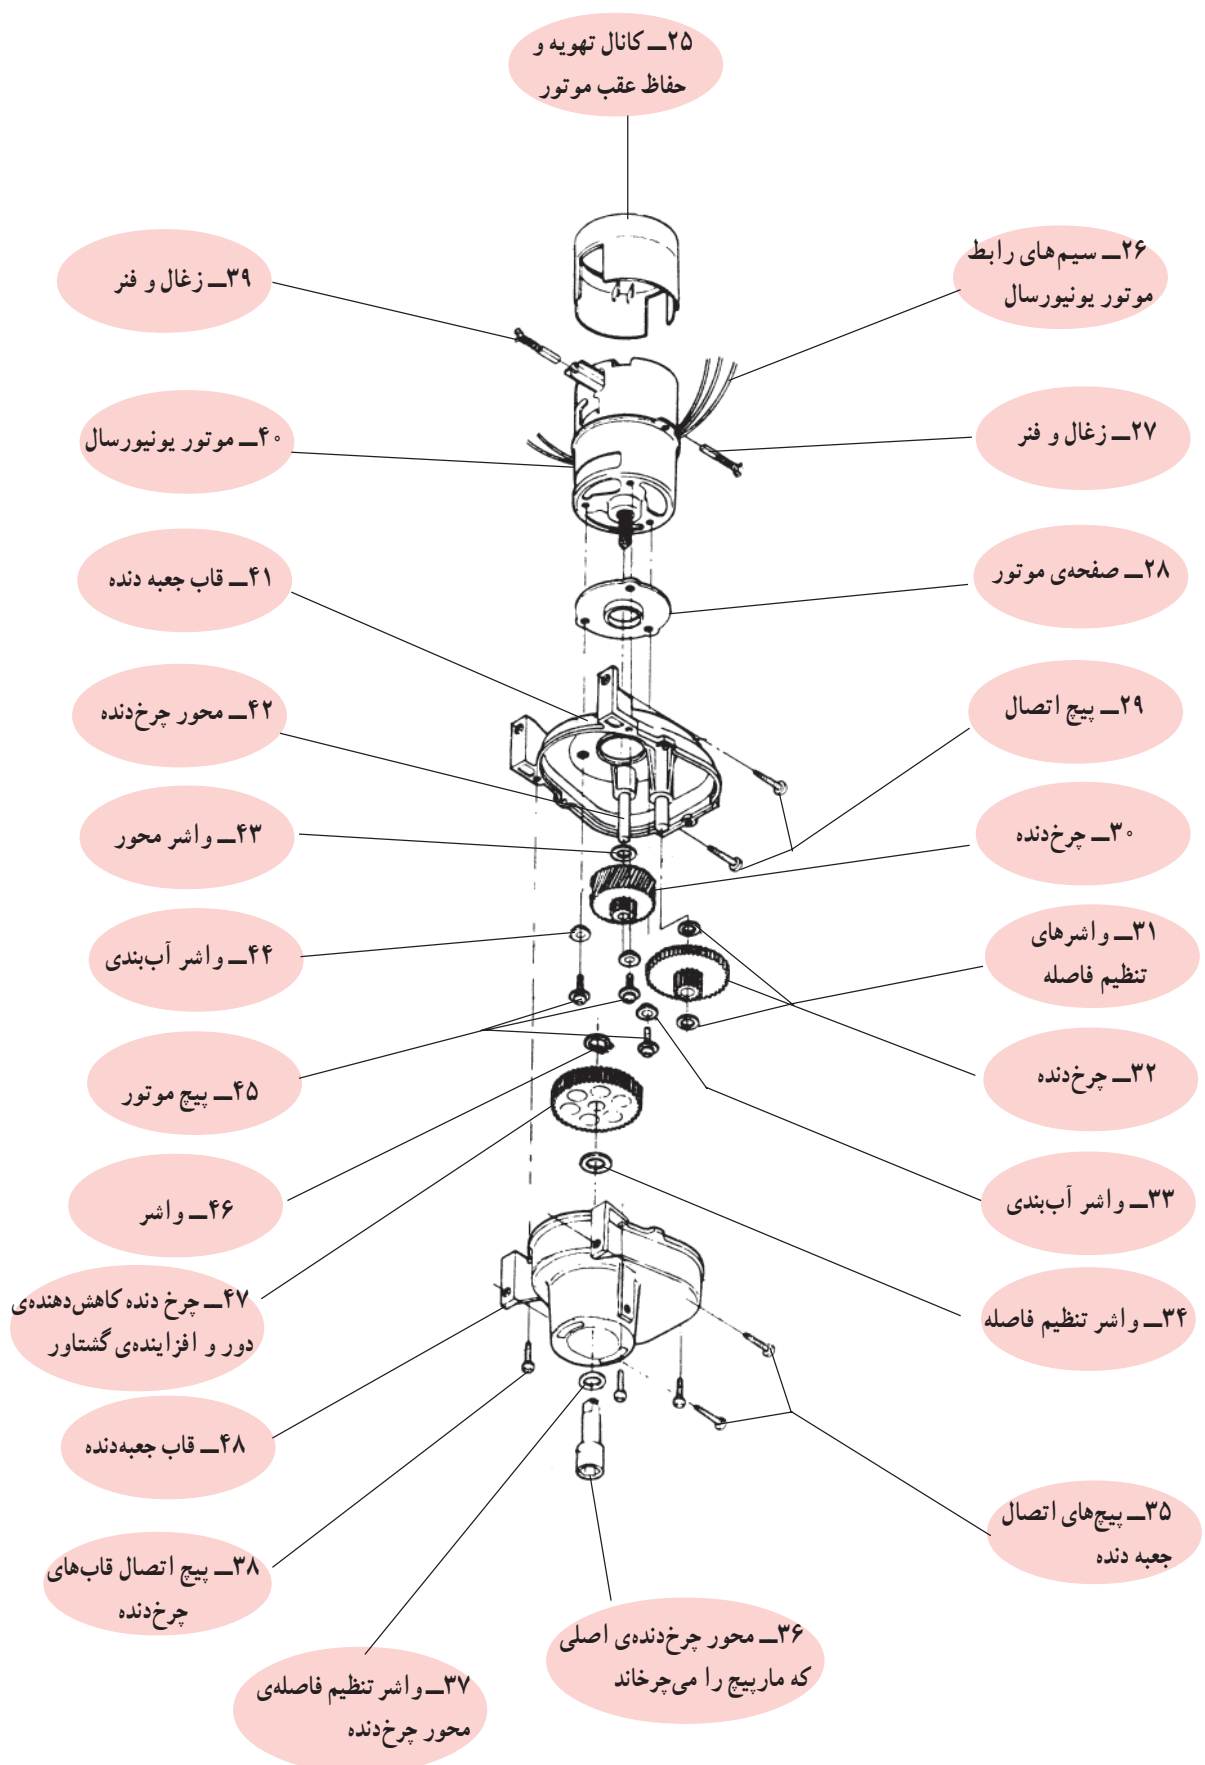 ۲۵ــ کانال تهویه و
حفاظ عقب موتور
۲۶ــ سیم‌های رابط
موتور یونیورسال
۲۷ــ زغال و فنر
۲۸ــ صفحه‌ی موتور
۲۹ــ پیچ اتصال
۳۰ــ چرخ‌دنده
۳۱ــ واشرهای
تنظیم فاصله
۳۲ــ چرخ‌دنده
۳۳ــ واشر آب‌بندی
۳۴ــ واشر تنظیم فاصله
۳۵ــ پیچ‌های اتصال
جعبه دنده
۳۶ــ محور چرخ‌دنده‌ی اصلی
که مارپیچ را می‌چرخاند
۳۷ــ واشر تنظیم فاصله‌ی
محور چرخ‌دنده
۳۸ــ پیچ اتصال قاب‌های
چرخ‌دنده
۳۹ــ زغال و فنر
۴۰ــ موتور یونیورسال
۴۱ــ قاب جعبه دنده
۴۲ــ محور چرخ‌دنده
۴۳ــ واشر محور
۴۴ــ واشر آب‌بندی
۴۵ــ پیچ موتور
۴۶ــ واشر
۴۷ــ چرخ دنده کاهش‌دهنده‌ی
دور و افزاینده‌ی گشتاور
۴۸ــ قاب جعبه‌دنده